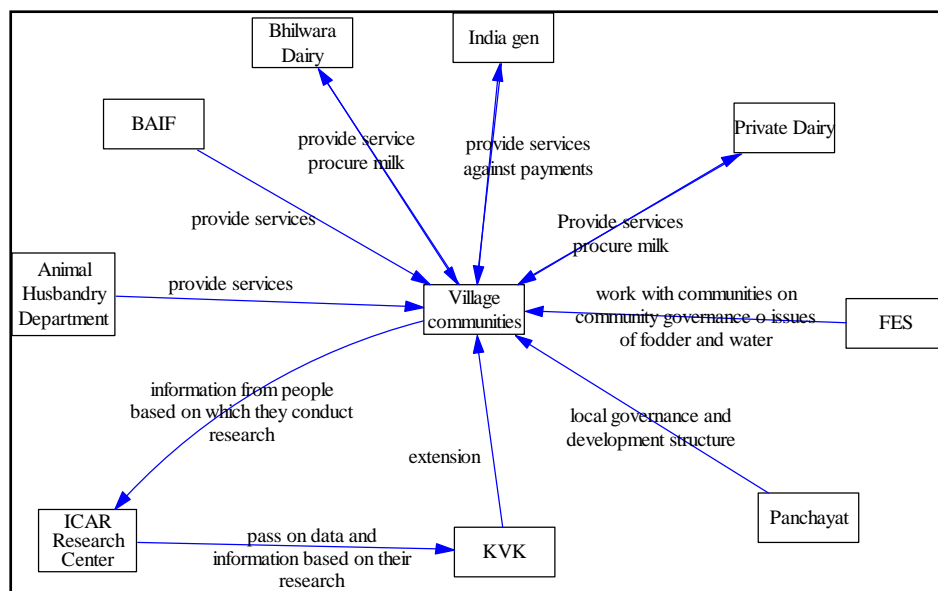 Bhilwara
Dairy
India gen
BAIF
Private Dairy
provide service
procure milk
provide services
against payments
provide services
Provide services
procure milk
Animal
Husbandry
Department
provide services
Village
communities
work with communities on
community governance o issues
of fodder and water
FES
information from people
based on which they conduct
research
local governance and
development structure
extension
ICAR
Research
Center
pass on data and
information based on their
research
KVK
Panchayat